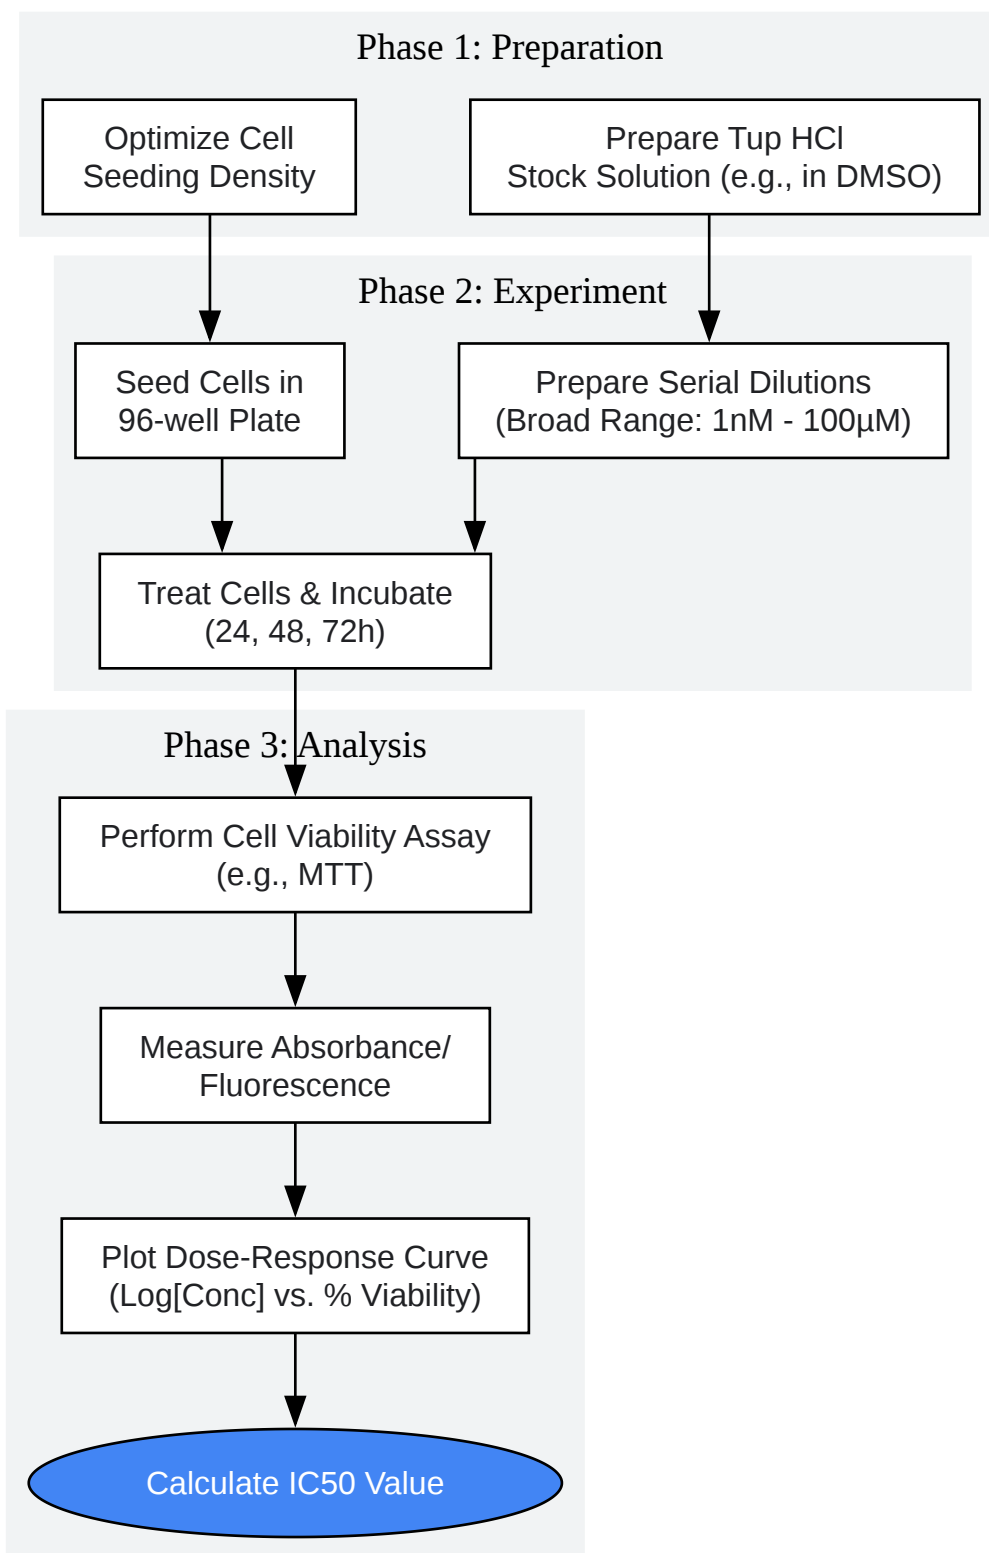 Phase 1: Preparation
Optimize Cell
Seeding Density
Prepare Tup HCl
Stock Solution (e.g., in DMSO)
Phase 2: Experiment
Seed Cells in
96-well Plate
Prepare Serial Dilutions
(Broad Range: 1nM - 100µM)
Treat Cells & Incubate
(24, 48, 72h)
Phase 3: Analysis
Perform Cell Viability Assay
(e.g., MTT)
Measure Absorbance/
Fluorescence
Plot Dose-Response Curve
(Log[Conc] vs. % Viability)
Calculate IC50 Value